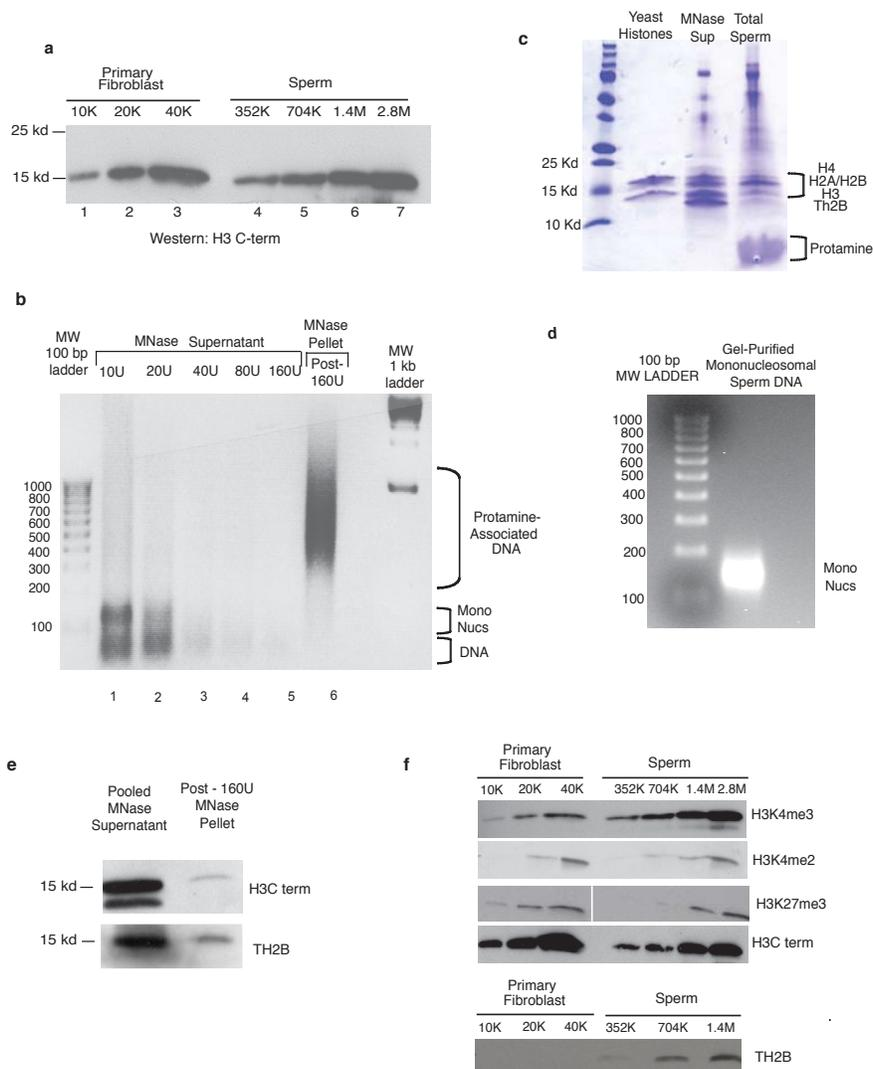 a
Primary
Fibroblast
Sperm
10K 20K 40K 352K 704K 1.4M 2.8M
25 kd
15 kd
1 2 3 4 5 6 7
Western: H3 C-term
c
Yeast
Histones
MNase
Sup
Total
Sperm
25 Kd
15 Kd
10 Kd
H4
H2A/H2B
H3
Th2B
Protamine
b
MW
100 bp
ladder
MNase Supernatant
10U 20U 40U 80U 160U
MNase
Pellet
Post-
160U
MW
1 kb
ladder
1000
800
700
600
500
400
300
200
100
Protamine-
Associated
DNA
Mono
Nucs
DNA
1 2 3 4 5 6
d
100 bp
MW LADDER
Gel-Purified
Mononucleosomal
Sperm DNA
1000
800
700
600
500
400
300
200
100
Mono
Nucs
e
Pooled
MNase
Supernatant
Post - 160U
MNase
Pellet
15 kd
H3C term
15 kd
TH2B
f
Primary
Fibroblast
Sperm
10K 20K 40K 352K 704K 1.4M 2.8M
H3K4me3
H3K4me2
H3K27me3
H3C term
Primary
Fibroblast
Sperm
10K 20K 40K 352K 704K 1.4M
TH2B